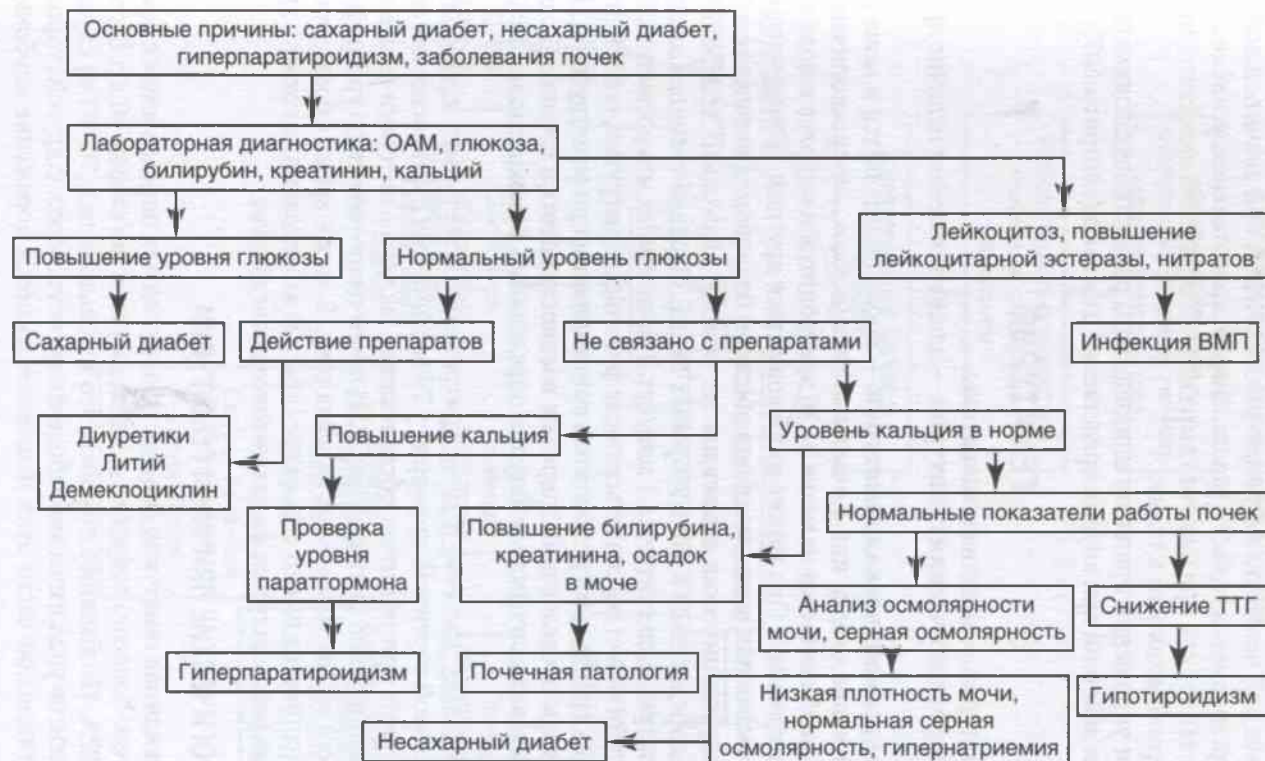 Основные причины: сахарный диабет, несахарный диабет,
гиперпаратироидизм, заболевания почек
Лабораторная диагностика: ОАМ, глюкоза,
билирубин, креатинин, кальций
Повышение уровня глюкозы
Нормальный уровень глюкозы
Лейкоцитоз, повышение
лейкоцитарной эстеразы, нитратов
Сахарный диабет
Действие препаратов
Не связано с препаратами
Инфекция ВМП
Диуретики
Литий
Демеклоциклин
Повышение кальция
Уровень кальция в норме
Проверка
уровня
паратгормона
Повышение билирубина,
креатинина, осадок
в моче
Нормальные показатели работы почек
Анализ осмолярности
мочи, серная осмолярность
Снижение ТТГ
Гиперпаратироидизм
Почечная патология
Низкая плотность мочи,
нормальная серная
осмолярность, гипернатриемия
Гипотироидизм
Несахарный диабет